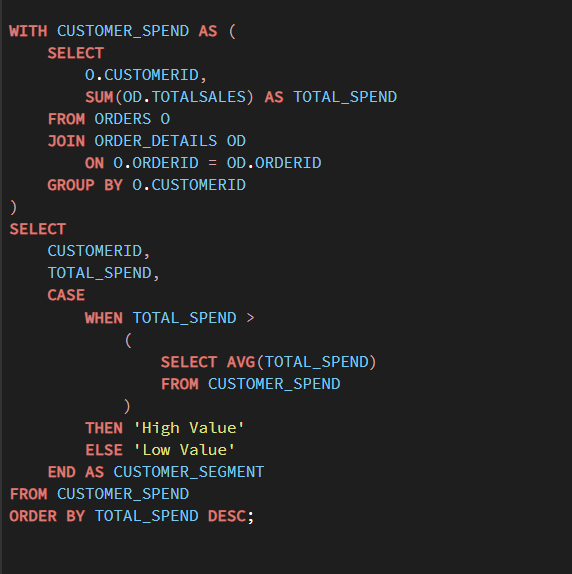 WITH CUSTOMER_SPEND AS (
    SELECT
        O.CUSTOMERID,
        SUM(OD.TOTALSALES) AS TOTAL_SPEND
    FROM ORDERS O
    JOIN ORDER_DETAILS OD
        ON O.ORDERID = OD.ORDERID
    GROUP BY O.CUSTOMERID
)
SELECT
    CUSTOMERID,
    TOTAL_SPEND,
    CASE
        WHEN TOTAL_SPEND >
            (
                SELECT AVG(TOTAL_SPEND)
                FROM CUSTOMER_SPEND
            )
        THEN 'High Value'
        ELSE 'Low Value'
    END AS CUSTOMER_SEGMENT
FROM CUSTOMER_SPEND
ORDER BY TOTAL_SPEND DESC;